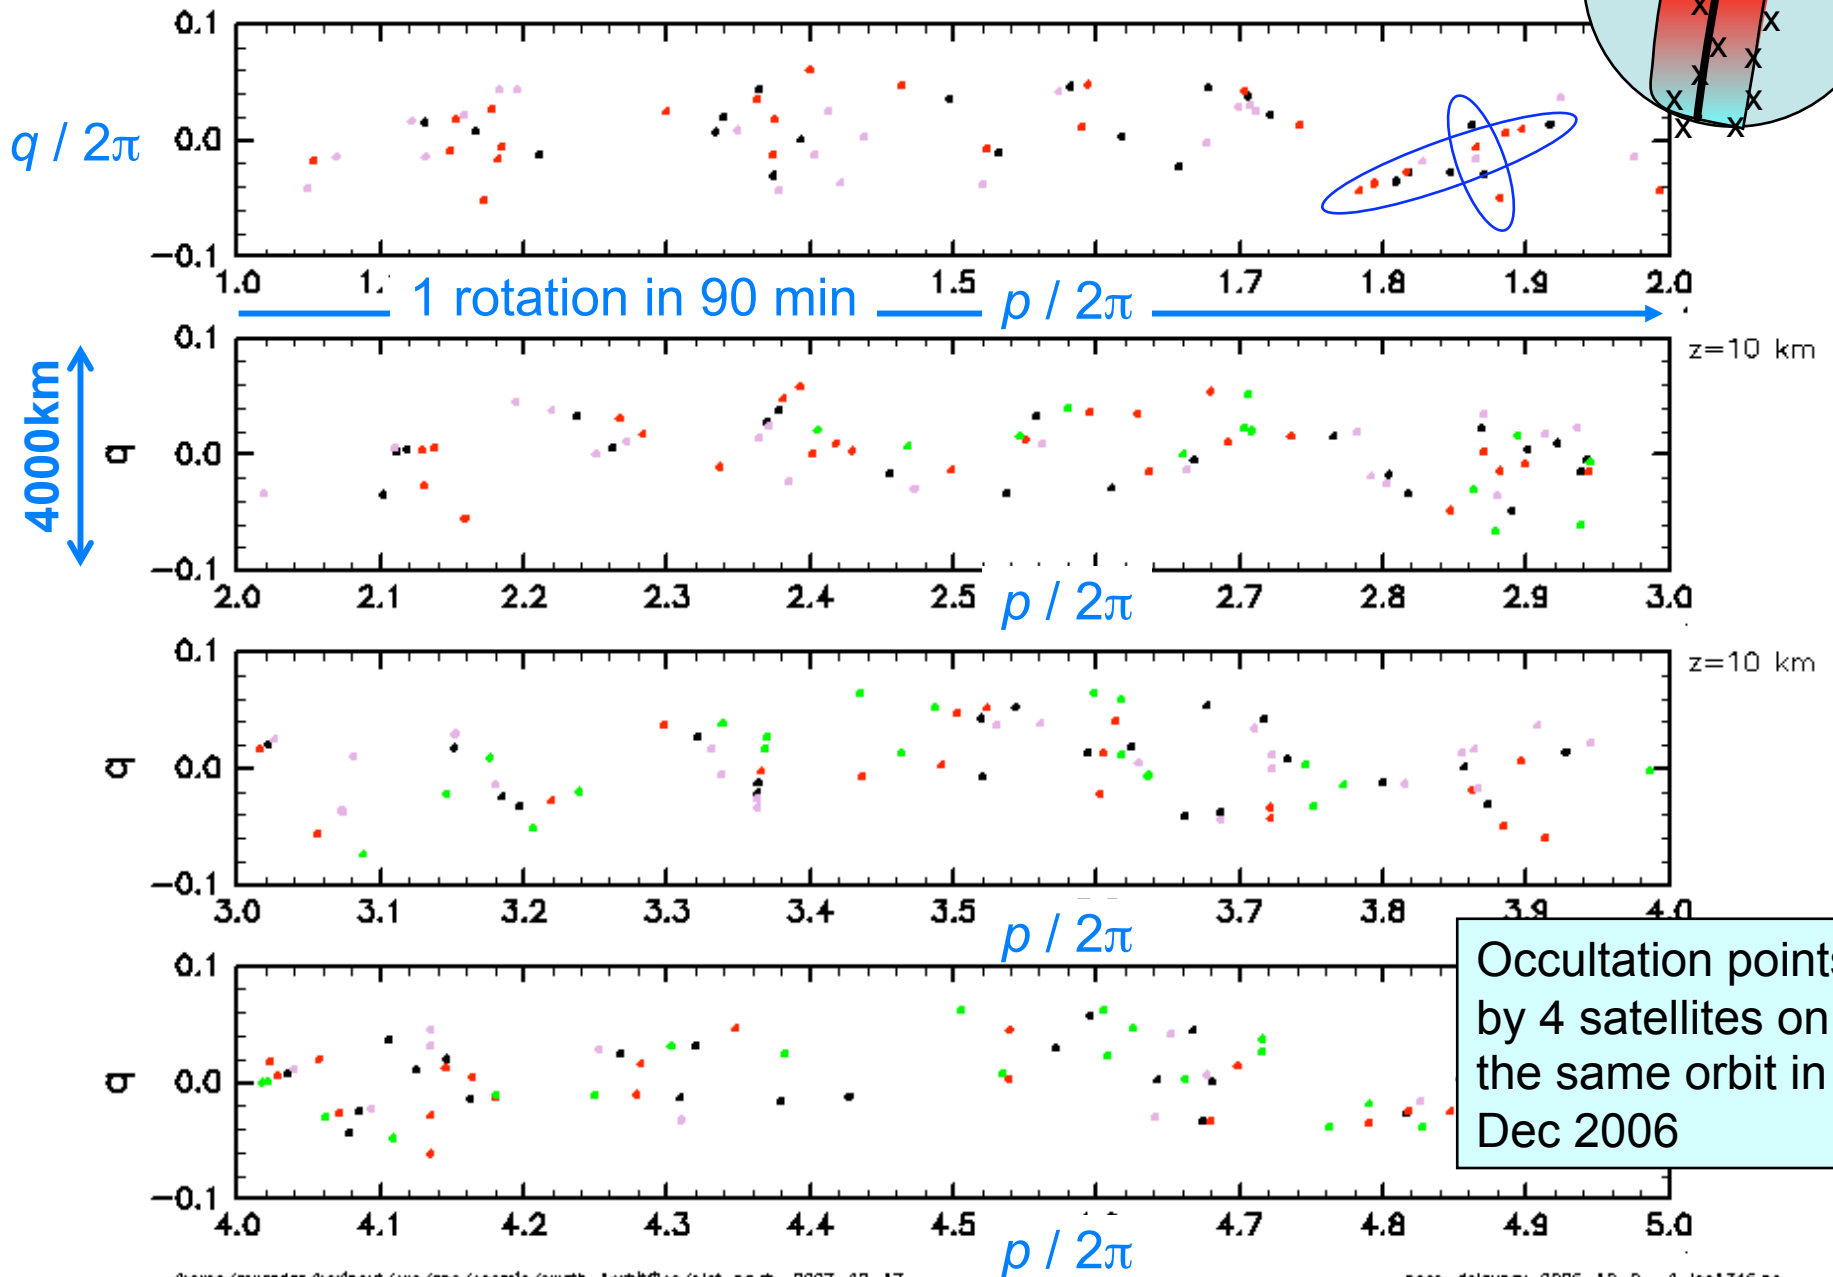 0.1
q / 2π
0.0
−0.1
1.0 1. 1.5 1.7 1.8 1.9 2.0
1 rotation in 90 min p / 2π
x x x x x x x x x
4000km
0.1
z=10 km
q 0.0
−0.1
2.0 2.1 2.2 2.3 2.4 2.5 2.7 2.8 2.9 3.0
p / 2π
0.1
z=10 km
q 0.0
−0.1
3.0 3.1 3.2 3.3 3.4 3.5 3.7 3.8 3.9 4.0
p / 2π
0.1
q 0.0
−0.1
4.0 4.1 4.2 4.3 4.4 4.5 4.7 4.8 4.9 5.0
p / 2π
Occultation points
by 4 satellites on
the same orbit in
Dec 2006